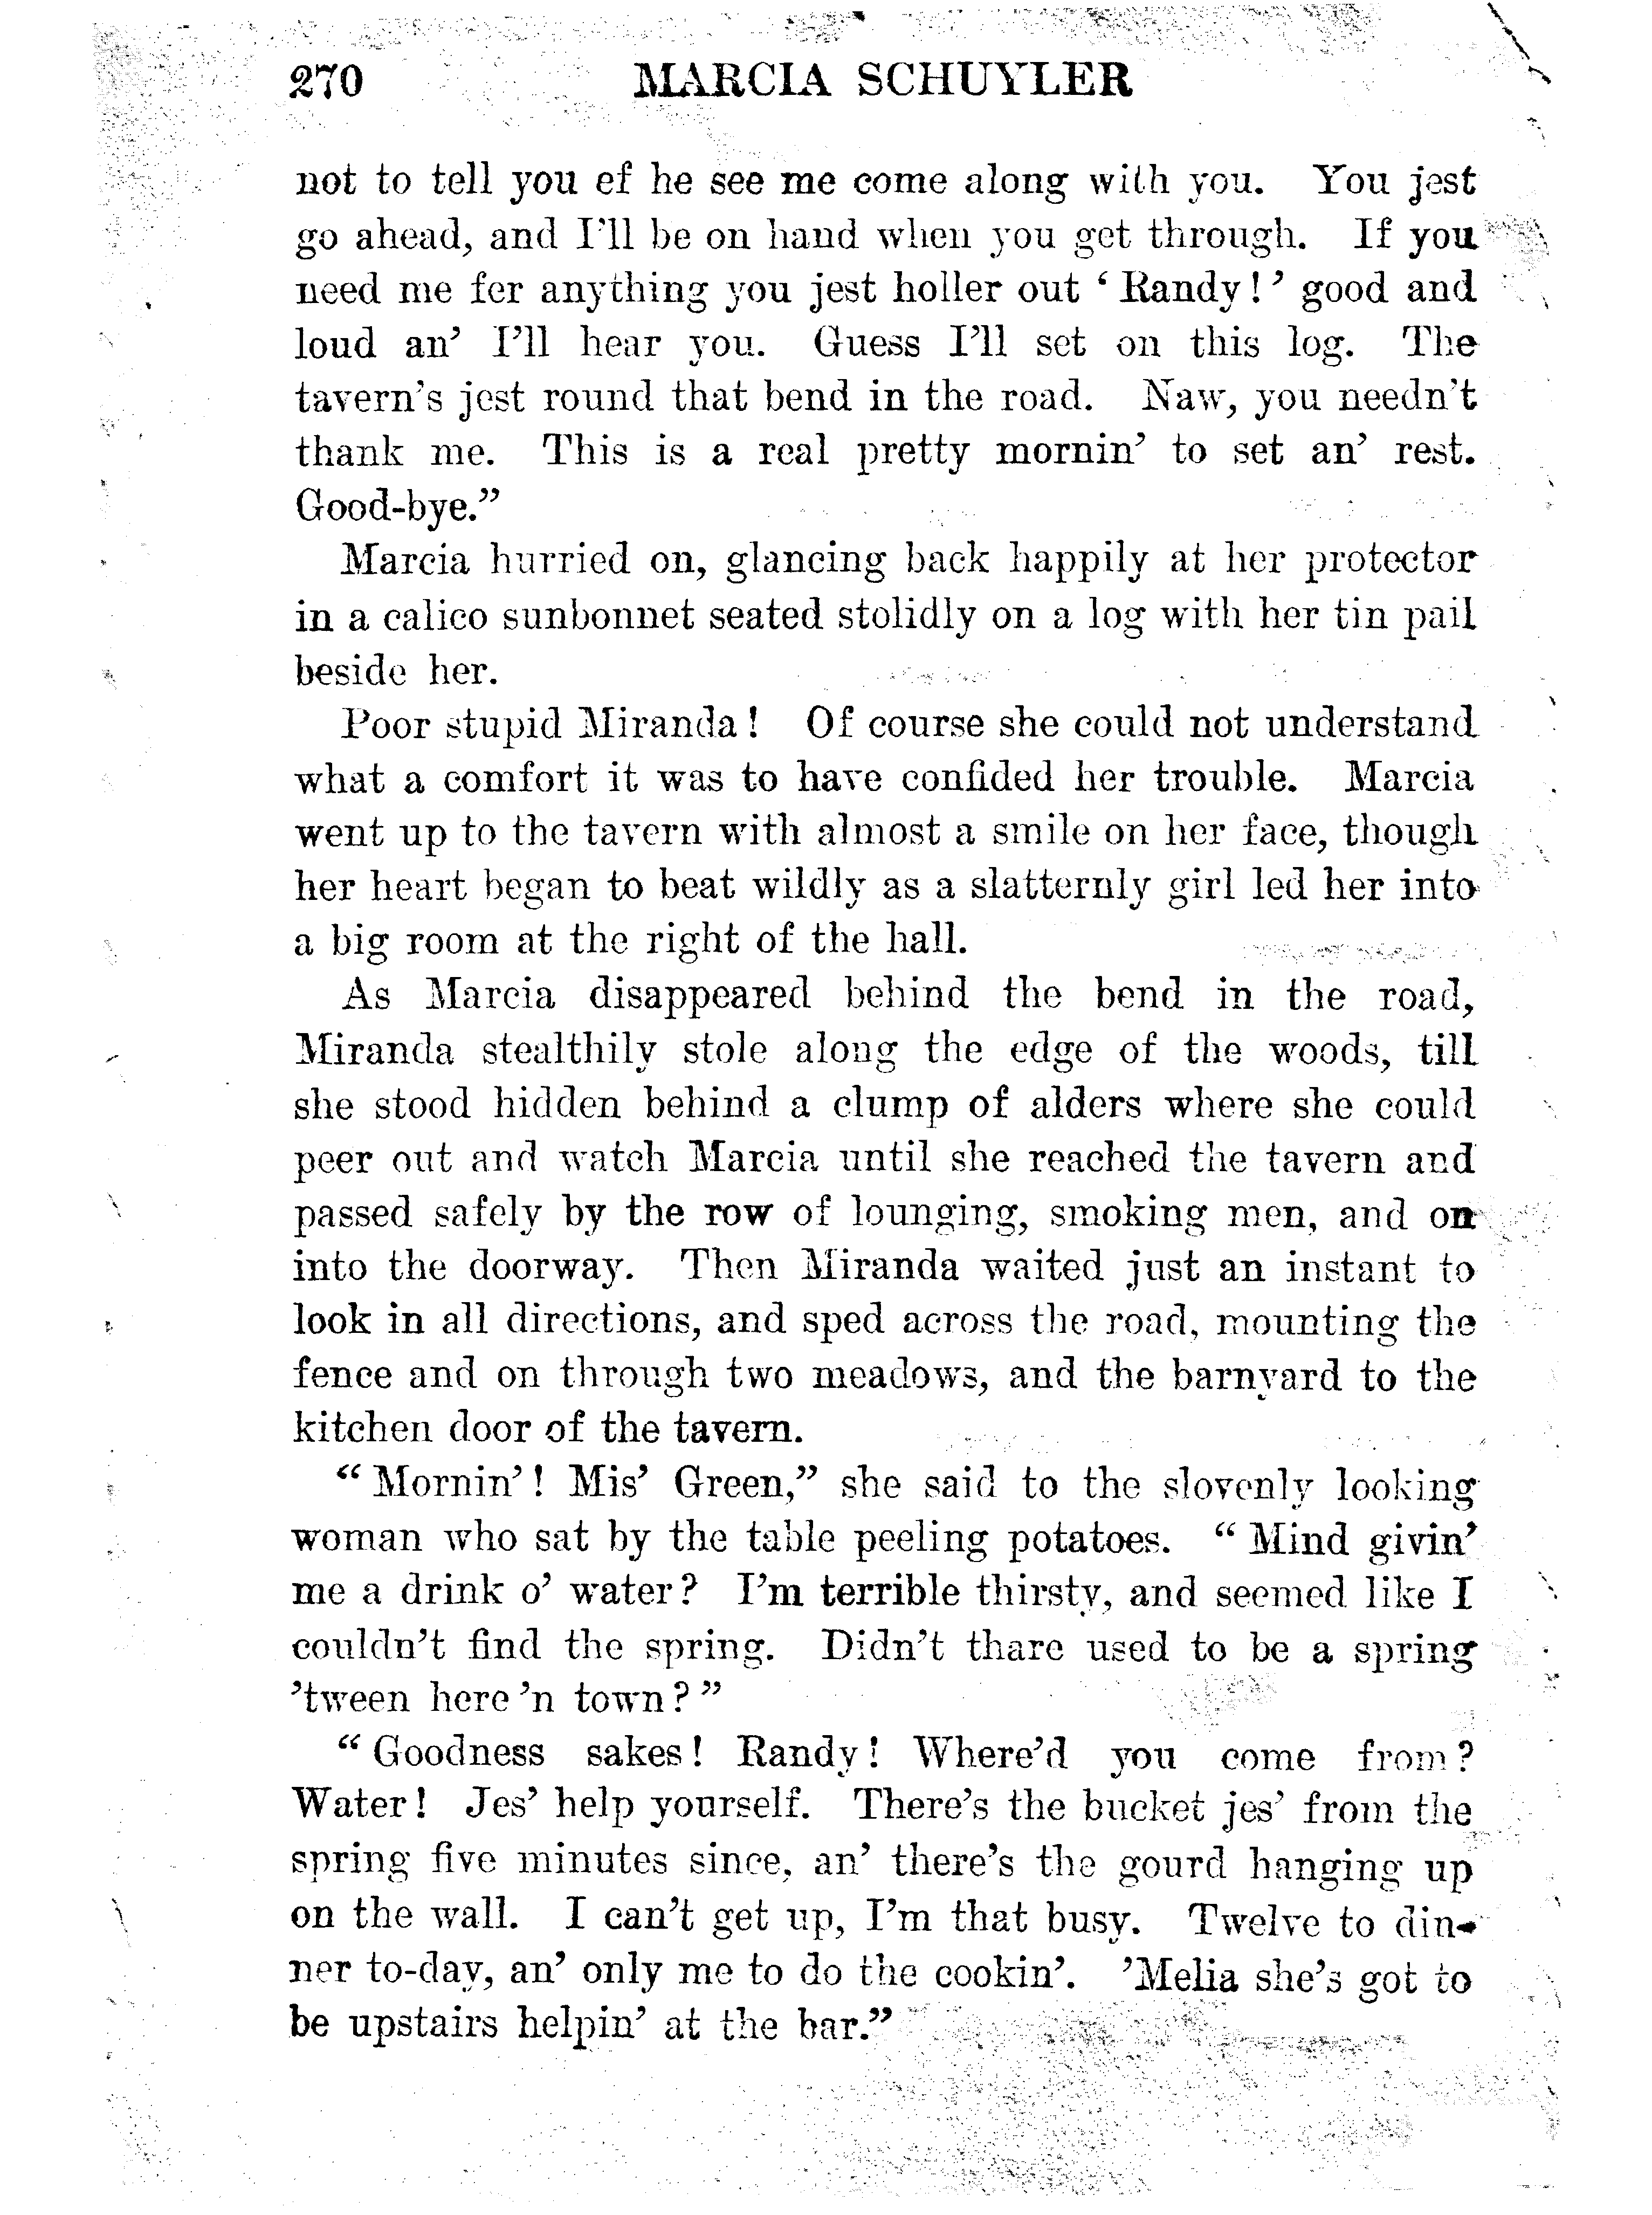 270 MARCIA SCHUYLER
not to tell you ef he see me come along with you. You jest
go ahead, and I'll be on hand when you get through. If you
need me fer anything you jest holler out ‘ Randy! ’ good and
loud an’ I’ll hear you. Guess I’ll set on this log. The
tavern's jest round that bend in the road. Naw, you needn't
thank me. This is a real pretty mornin’ to set an’ rest.
Good-bye.”
Marcia hurried on, glancing back happily at her protector
in a calico sunbonnet seated stolidly on a log with her tin pail
beside her.
Poor stupid Miranda! Of course she could not understand
what a comfort it was to have confided her trouble. Marcia
went up to the tavern with almost a smile on her face, though
her heart began to beat wildly as a slatternly girl led her into
a big room at the right of the hall.
As Marcia disappeared behind the bend in the road,
Miranda stealthily stole along the edge of the woods, till
she stood hidden behind a clump of alders where she could
peer out and watch Marcia until she reached the tavern and
passed safely by the row of lounging, smoking men, and on
into the doorway. Then Miranda waited just an instant to
look in all directions, and sped across the road, mounting the
fence and on through two meadows, and the barnyard to the
kitchen door of the tavern.
“ Mornin’! Mis’ Green,” she said to the slovenly looking
woman who sat by the table peeling potatoes. “ Mind givin’
me a drink o’ water? I’m terrible thirsty, and seemed like I
couldn’t find the spring. Didn’t thare used to be a spring
’tween here ’n town? ”
“ Goodness sakes! Randy! Where’d you come from?
Water! Jes’ help yourself. There’s the bucket jes’ from the
spring five minutes since, an’ there’s the gourd hanging up
on the wall. I can’t get up, I’m that busy. Twelve to din-
ner to-day, an’ only me to do the cookin’. ’Melia she’s got to
be upstairs helpin’ at the bar.”